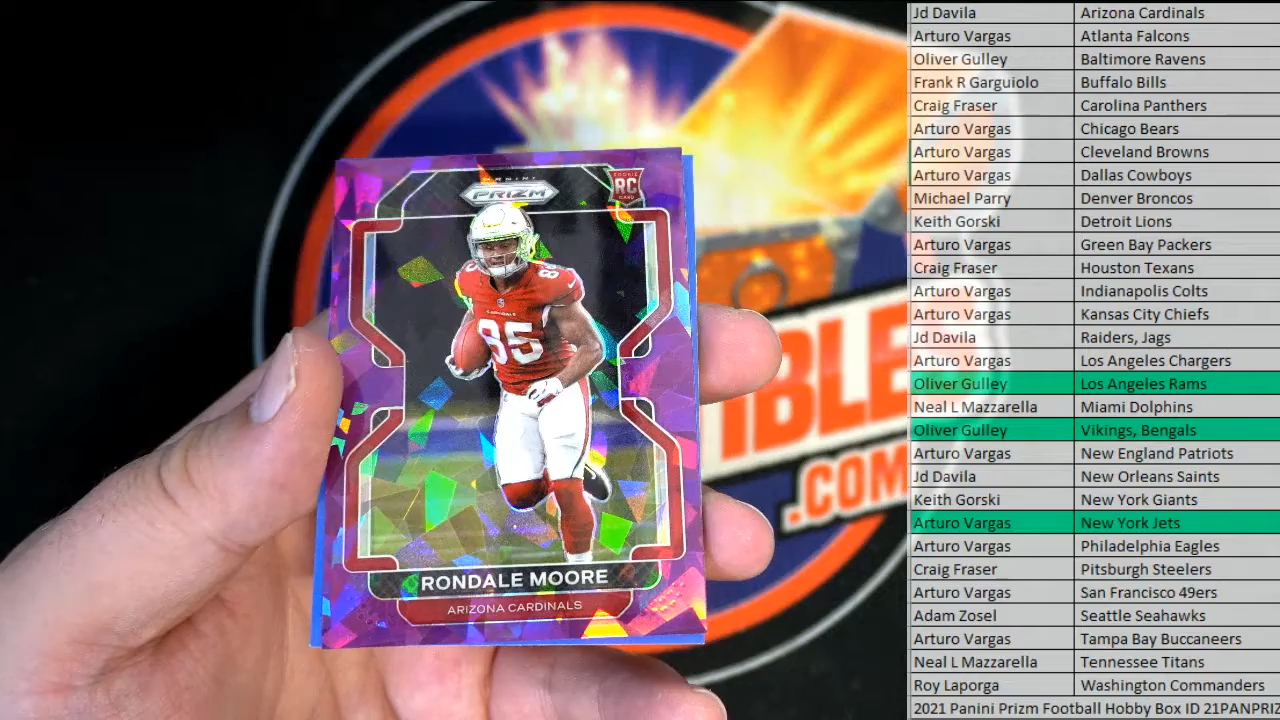 PANINI
PRIZM
ROOKIE
RC
CARD
85
85
CARDINALS
RONDALE MOORE
ARIZONA CARDINALS
IBLE
.COM
Jd Davila Arizona Cardinals
Arturo Vargas Atlanta Falcons
Oliver Gulley Baltimore Ravens
Frank R Garguiolo Buffalo Bills
Craig Fraser Carolina Panthers
Arturo Vargas Chicago Bears
Arturo Vargas Cleveland Browns
Arturo Vargas Dallas Cowboys
Michael Parry Denver Broncos
Keith Gorski Detroit Lions
Arturo Vargas Green Bay Packers
Craig Fraser Houston Texans
Arturo Vargas Indianapolis Colts
Arturo Vargas Kansas City Chiefs
Jd Davila Raiders, Jags
Arturo Vargas Los Angeles Chargers
Oliver Gulley Los Angeles Rams
Neal L Mazzarella Miami Dolphins
Oliver Gulley Vikings, Bengals
Arturo Vargas New England Patriots
Jd Davila New Orleans Saints
Keith Gorski New York Giants
Arturo Vargas New York Jets
Arturo Vargas Philadelphia Eagles
Craig Fraser Pitsburgh Steelers
Arturo Vargas San Francisco 49ers
Adam Zosel Seattle Seahawks
Arturo Vargas Tampa Bay Buccaneers
Neal L Mazzarella Tennessee Titans
Roy Laporga Washington Commanders
2021 Panini Prizm Football Hobby Box ID 21PANPRIZ